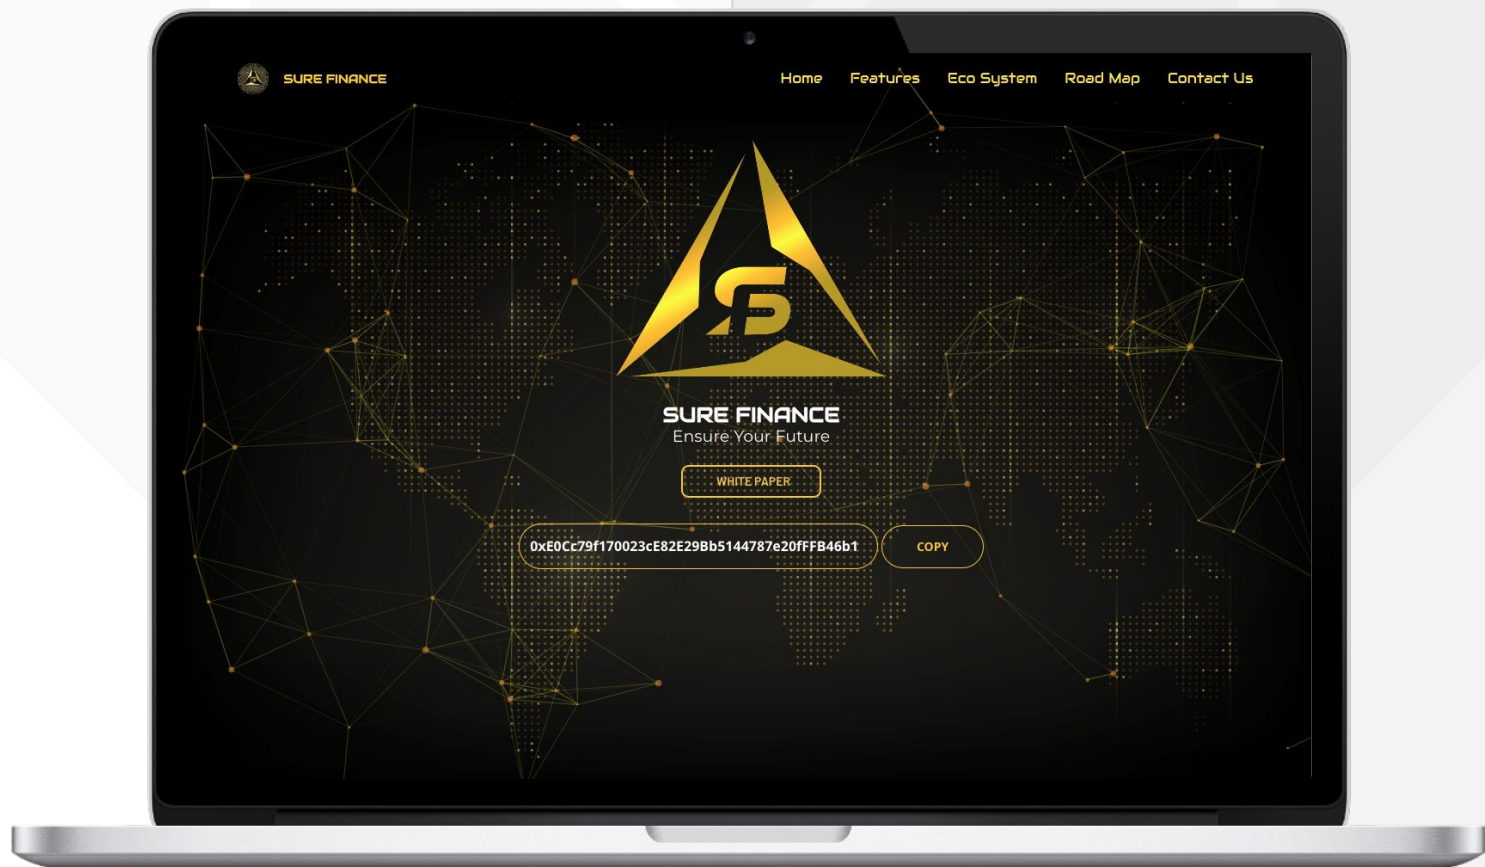 SURE FINANCE
Home Features Eco System Road Map Contact Us
SURE FINANCE
Ensure Your Future
WHITE PAPER
0xE0Cc79f170023cE82E29Bb5144787e20fFFB46b1 COPY